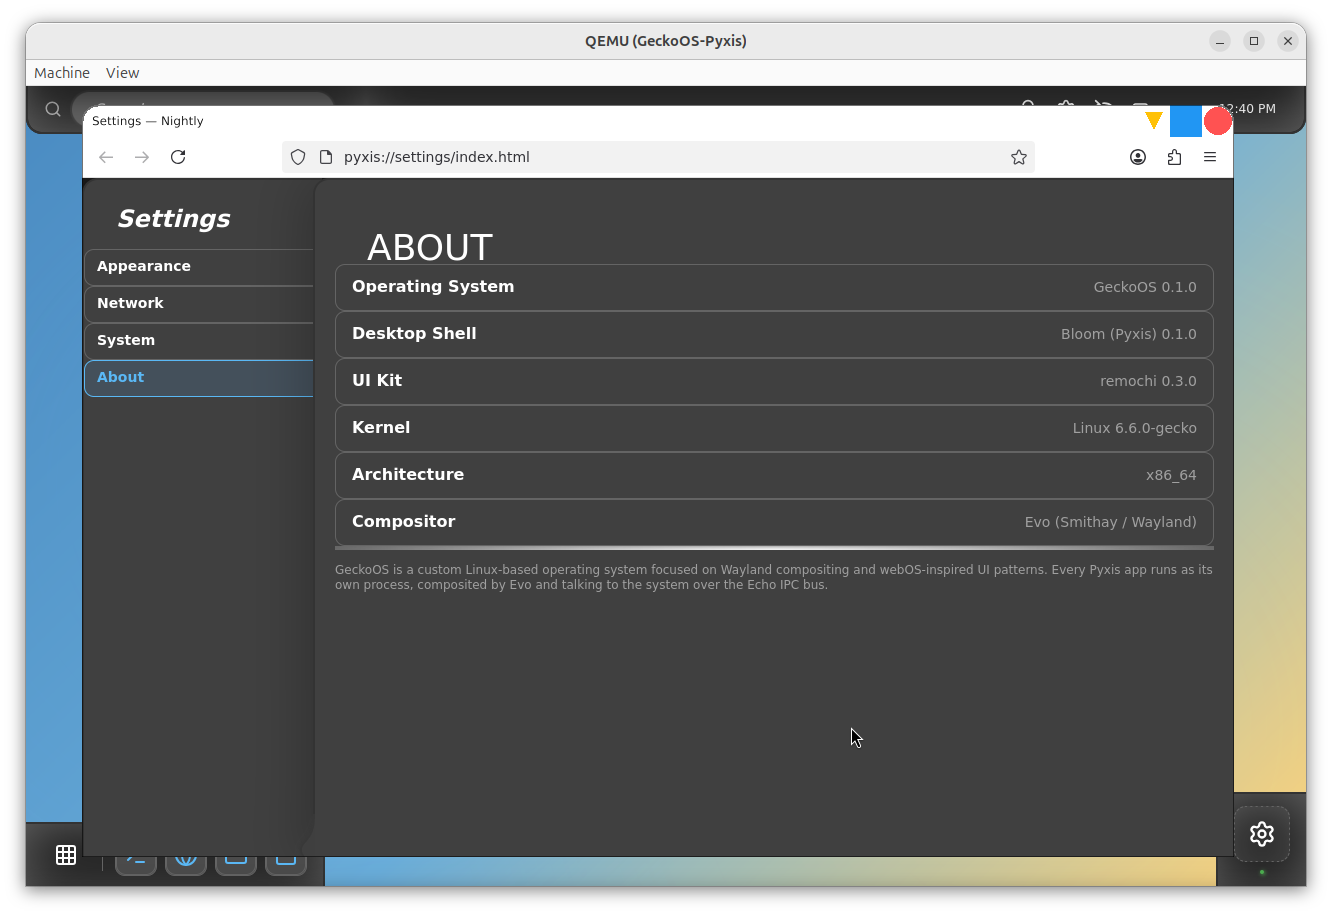 QEMU (GeckoOS-Pyxis)
Machine View
12:40 PM
Settings — Nightly
pyxis://settings/index.html
Settings
Appearance
Network
System
About
ABOUT
Operating System GeckoOS 0.1.0
Desktop Shell Bloom (Pyxis) 0.1.0
UI Kit remochi 0.3.0
Kernel Linux 6.6.0-gecko
Architecture x86_64
Compositor Evo (Smithay / Wayland)
GeckoOS is a custom Linux-based operating system focused on Wayland compositing and webOS-inspired UI patterns. Every Pyxis app runs as its
own process, composited by Evo and talking to the system over the Echo IPC bus.